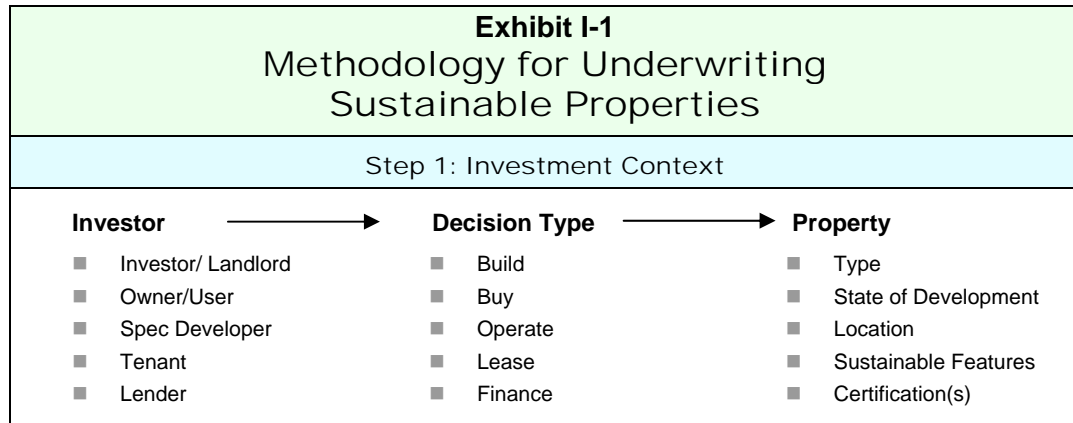 Exhibit I-1
Methodology for Underwriting
Sustainable Properties
Step 1: Investment Context
Investor Decision Type Property
Investor/ Landlord Build Type
Owner/User Buy State of Development
Spec Developer Operate Location
Tenant Lease Sustainable Features
Lender Finance Certification(s)